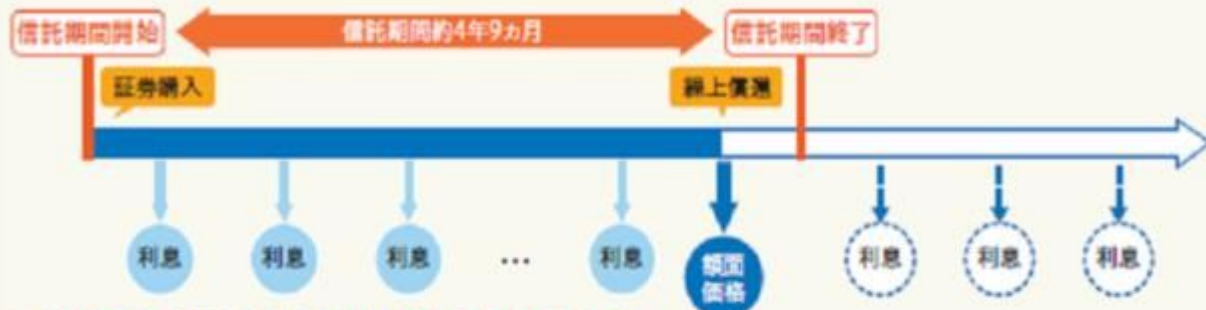 信託期間開始
信託期間約4年9ヵ月
信託期間終了
証券購入
繰上償還
利息
利息
利息
...
利息
額面
価格
利息
利息
利息